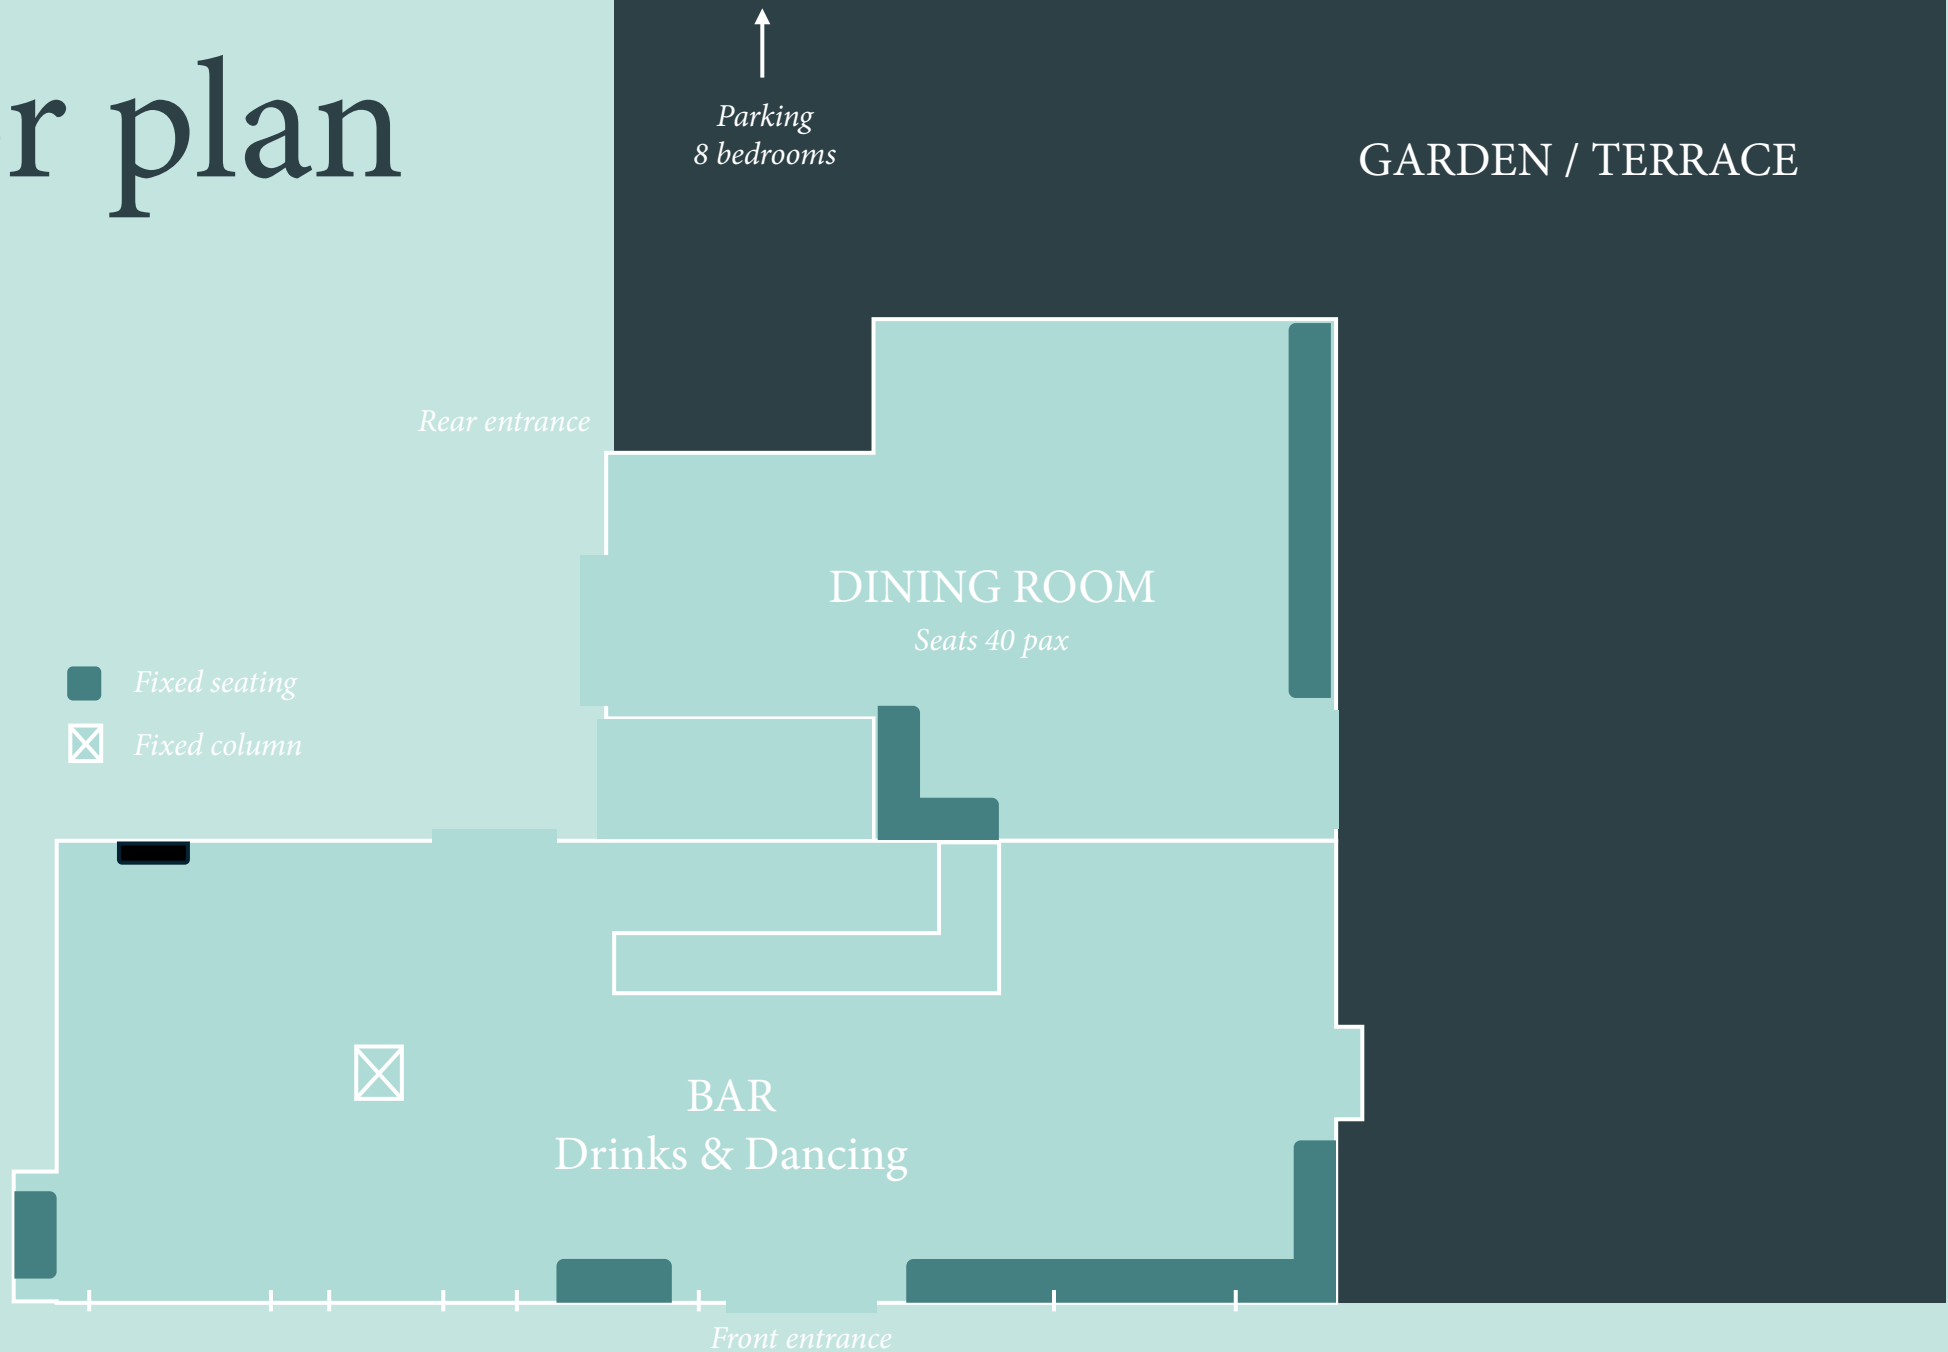 r plan
Parking
8 bedrooms
GARDEN / TERRACE
Rear entrance
DINING ROOM
Seats 40 pax
Fixed seating
Fixed column
BAR
Drinks & Dancing
Front entrance